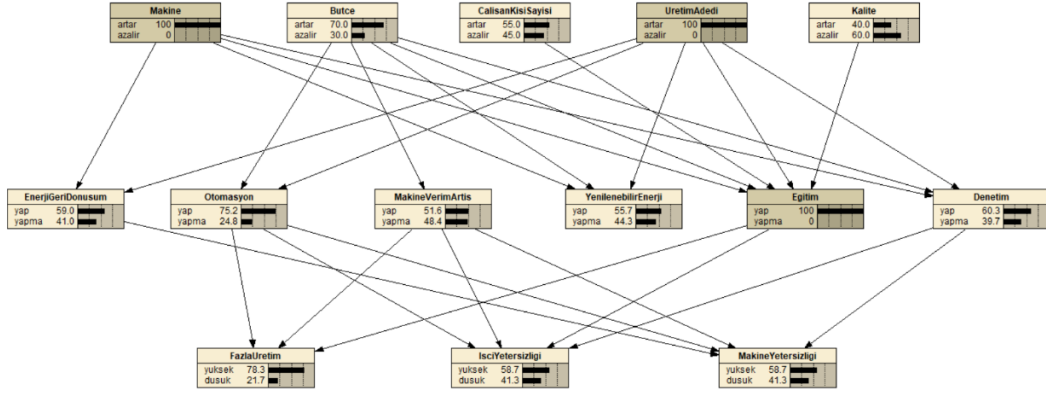 Makine
artar 100
azalir 0
Butce
artar 70.0
azalir 30.0
CalisanKisiSayisi
artar 55.0
azalir 45.0
UretimAdedi
artar 100
azalir 0
Kalite
artar 40.0
azalir 60.0
EnerjiGeriDonusum
yap 59.0
yapma 41.0
Otomasyon
yap 75.2
yapma 24.8
MakineVerimArtis
yap 51.6
yapma 48.4
YenilenebilirEnerji
yap 55.7
yapma 44.3
Egitim
yap 100
yapma 0
Denetim
yap 60.3
yapma 39.7
FazlaUretim
yuksek 78.3
dusuk 21.7
IsciYetersizligi
yuksek 58.7
dusuk 41.3
MakineYetersizligi
yuksek 58.7
dusuk 41.3